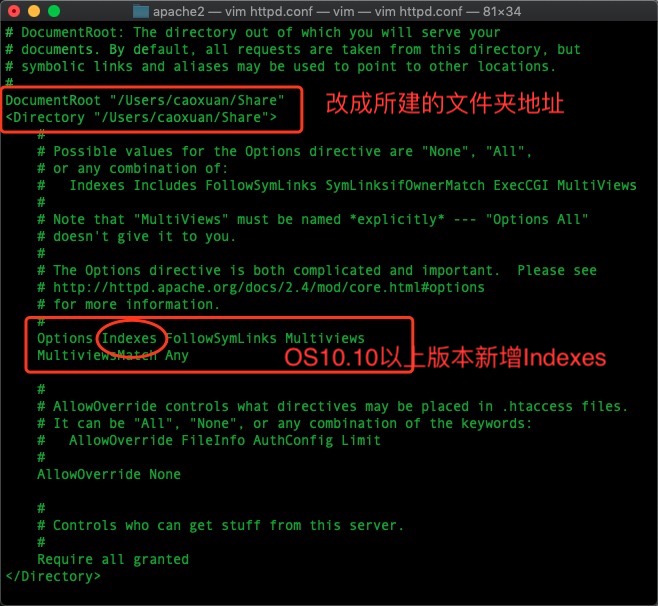 apache2 — vim httpd.conf — vim — vim httpd.conf — 81×34
# DocumentRoot: The directory out of which you will serve your
# documents. By default, all requests are taken from this directory, but
# symbolic links and aliases may be used to point to other locations.
#
DocumentRoot "/Users/caoxuan/Share"
改成所建的文件夹地址
<Directory "/Users/caoxuan/Share">
#
# Possible values for the Options directive are "None", "All",
# or any combination of:
#   Indexes Includes FollowSymLinks SymLinksifOwnerMatch ExecCGI MultiViews
#
# Note that "MultiViews" must be named *explicitly* --- "Options All"
# doesn't give it to you.
#
# The Options directive is both complicated and important.  Please see
# http://httpd.apache.org/docs/2.4/mod/core.html#options
# for more information.
#
Options Indexes FollowSymLinks Multiviews
MultiviewsMatch Any
OS10.10以上版本新增Indexes
#
# AllowOverride controls what directives may be placed in .htaccess files.
# It can be "All", "None", or any combination of the keywords:
#   AllowOverride FileInfo AuthConfig Limit
#
AllowOverride None
#
# Controls who can get stuff from this server.
#
Require all granted
</Directory>